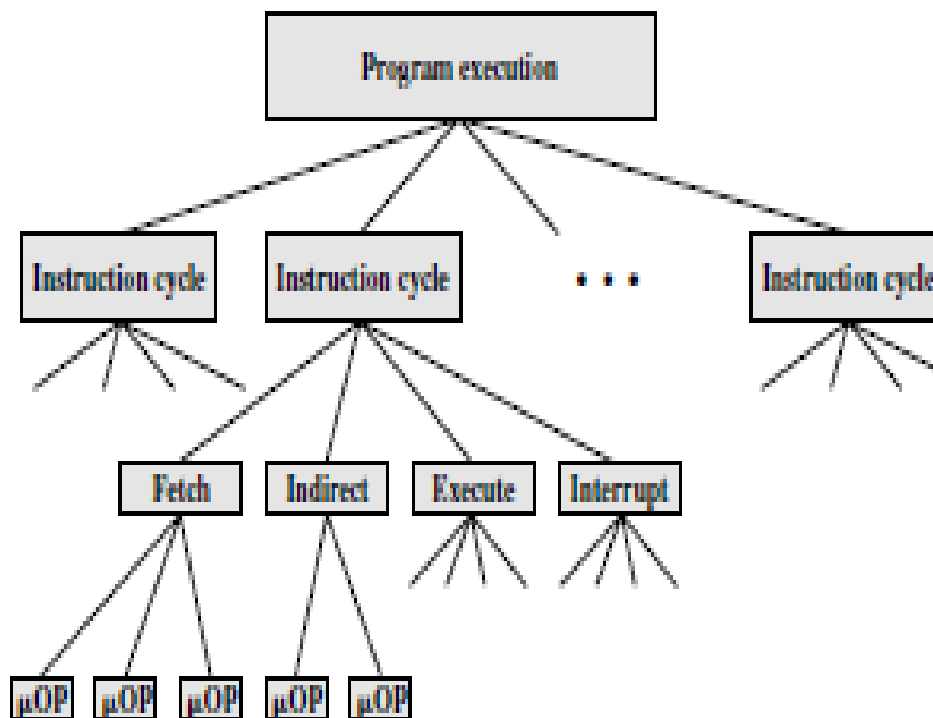 Program execution
Instruction cycle
Instruction cycle
• • •
Instruction cycle
Fetch
Indirect
Execute
Interrupt
µOP
µOP
µOP
µOP
µOP